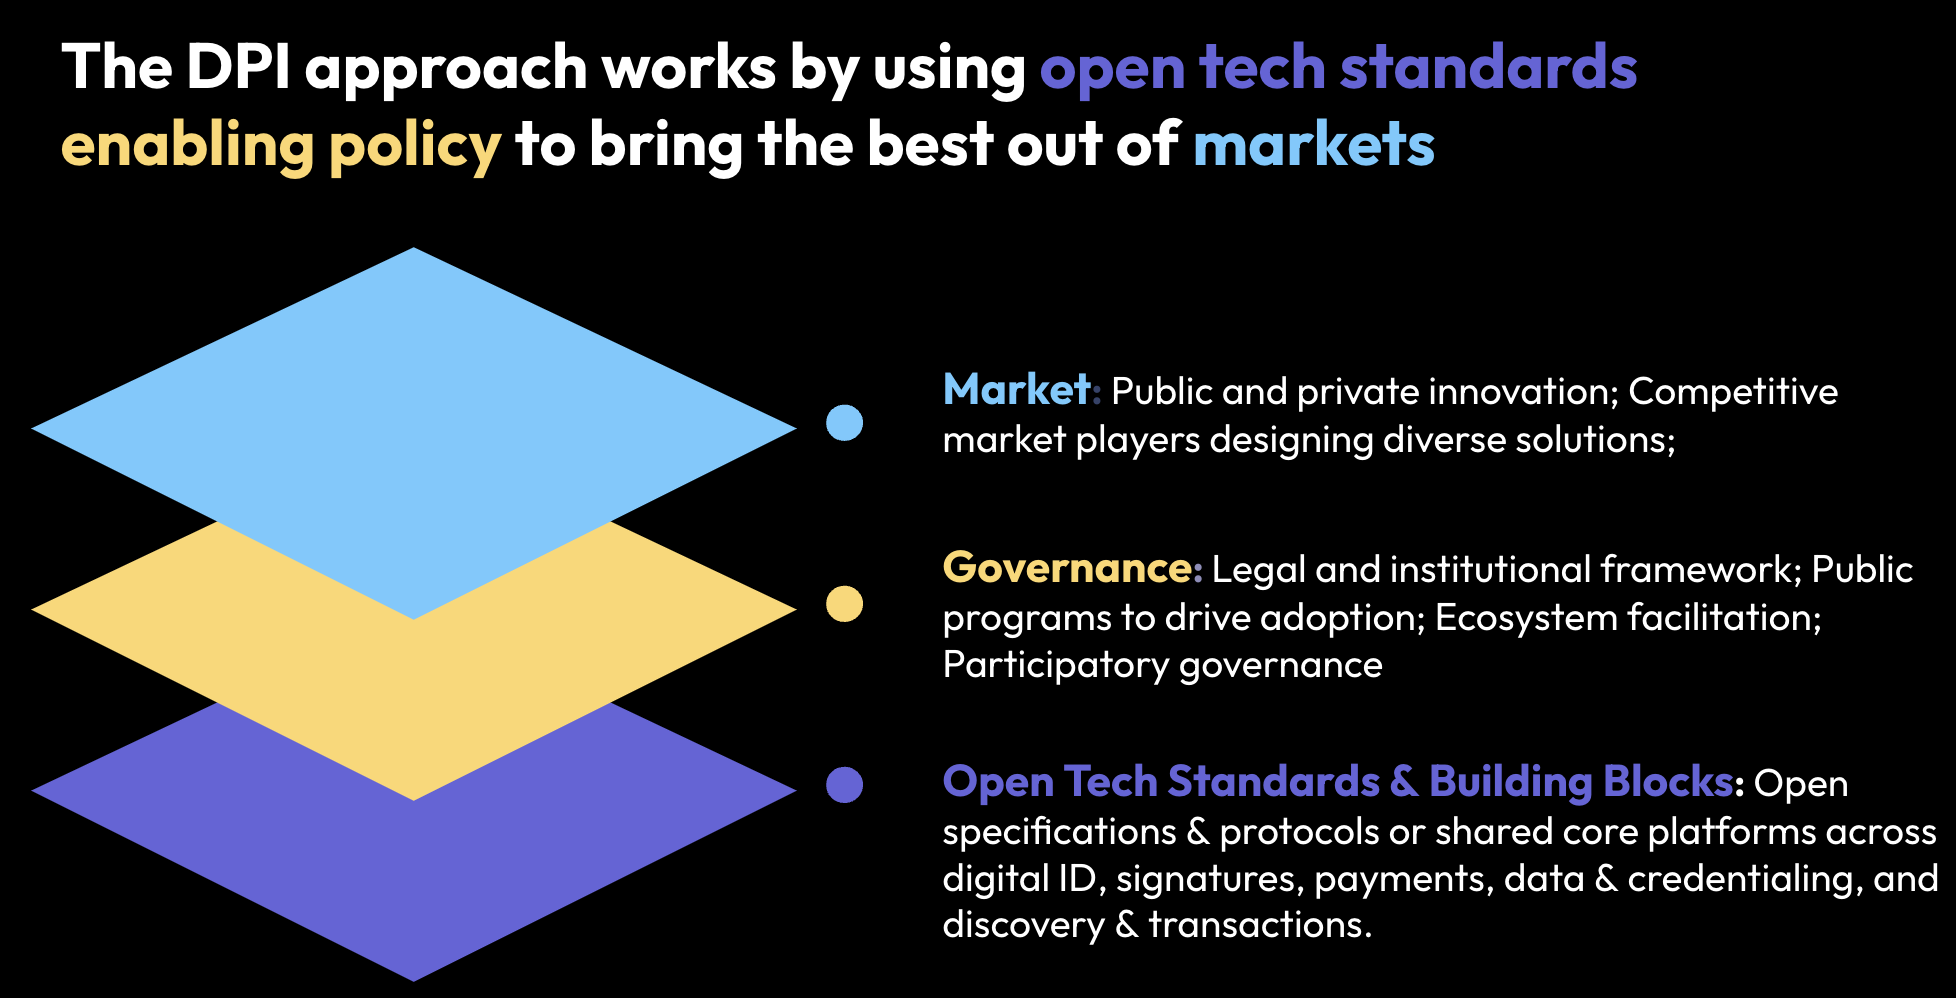 The DPI approach works by using open tech standards
enabling policy to bring the best out of markets
Market: Public and private innovation; Competitive
market players designing diverse solutions;
Governance: Legal and institutional framework; Public
programs to drive adoption; Ecosystem facilitation;
Participatory governance
Open Tech Standards & Building Blocks: Open
specifications & protocols or shared core platforms across
digital ID, signatures, payments, data & credentialing, and
discovery & transactions.